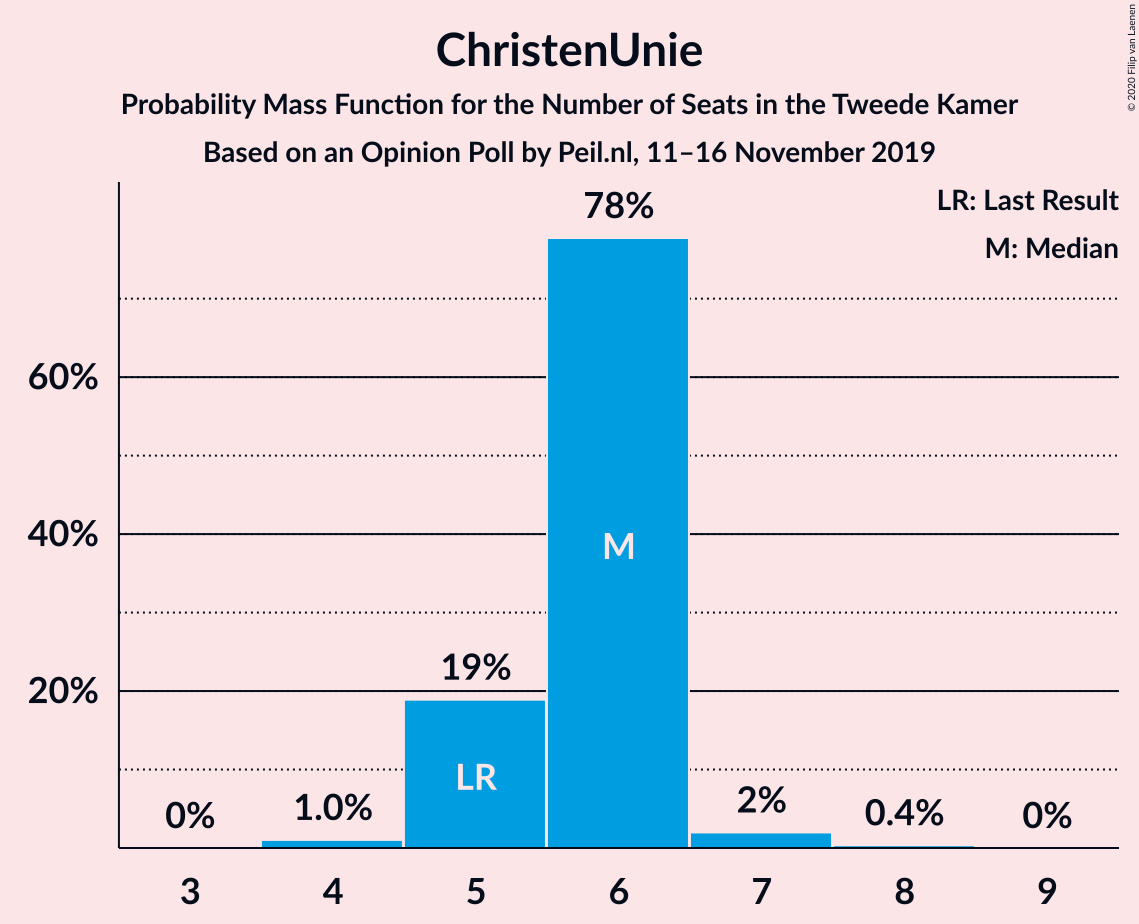 ChristenUnie
Probability Mass Function for the Number of Seats in the Tweede Kamer
Based on an Opinion Poll by Peil.nl, 11–16 November 2019
© 2020 Filip van Laenen
LR: Last Result
M: Median
78%
60%
40%
20%
M
19%
LR
0%
1.0%
2%
0.4%
0%
3
4
5
6
7
8
9